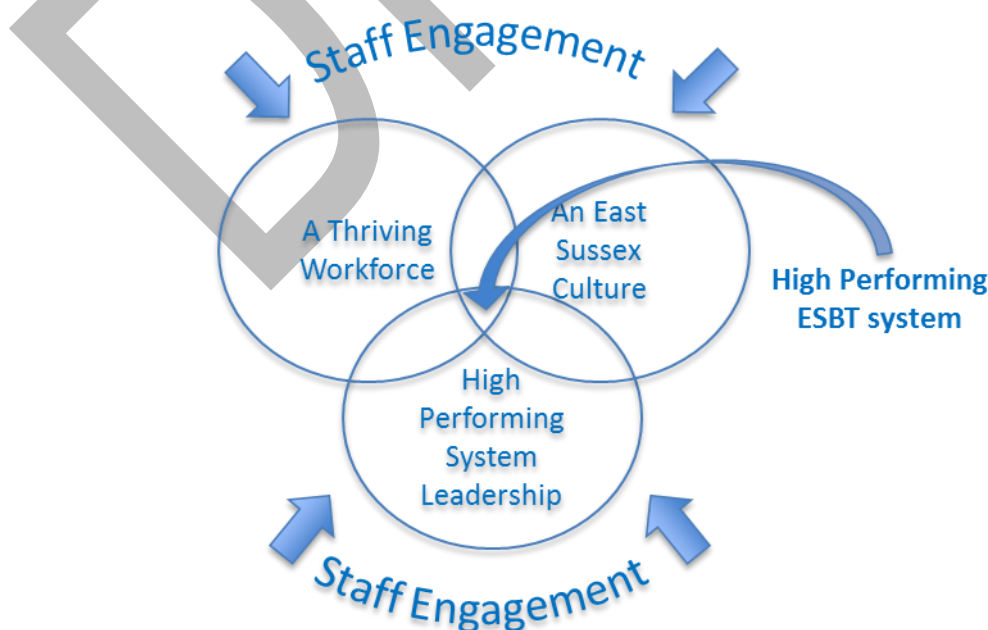 Staff Engagement
A Thriving
Workforce
An East
Sussex
Culture
High Performing
ESBT system
High
Performing
System
Leadership
Staff Engagement